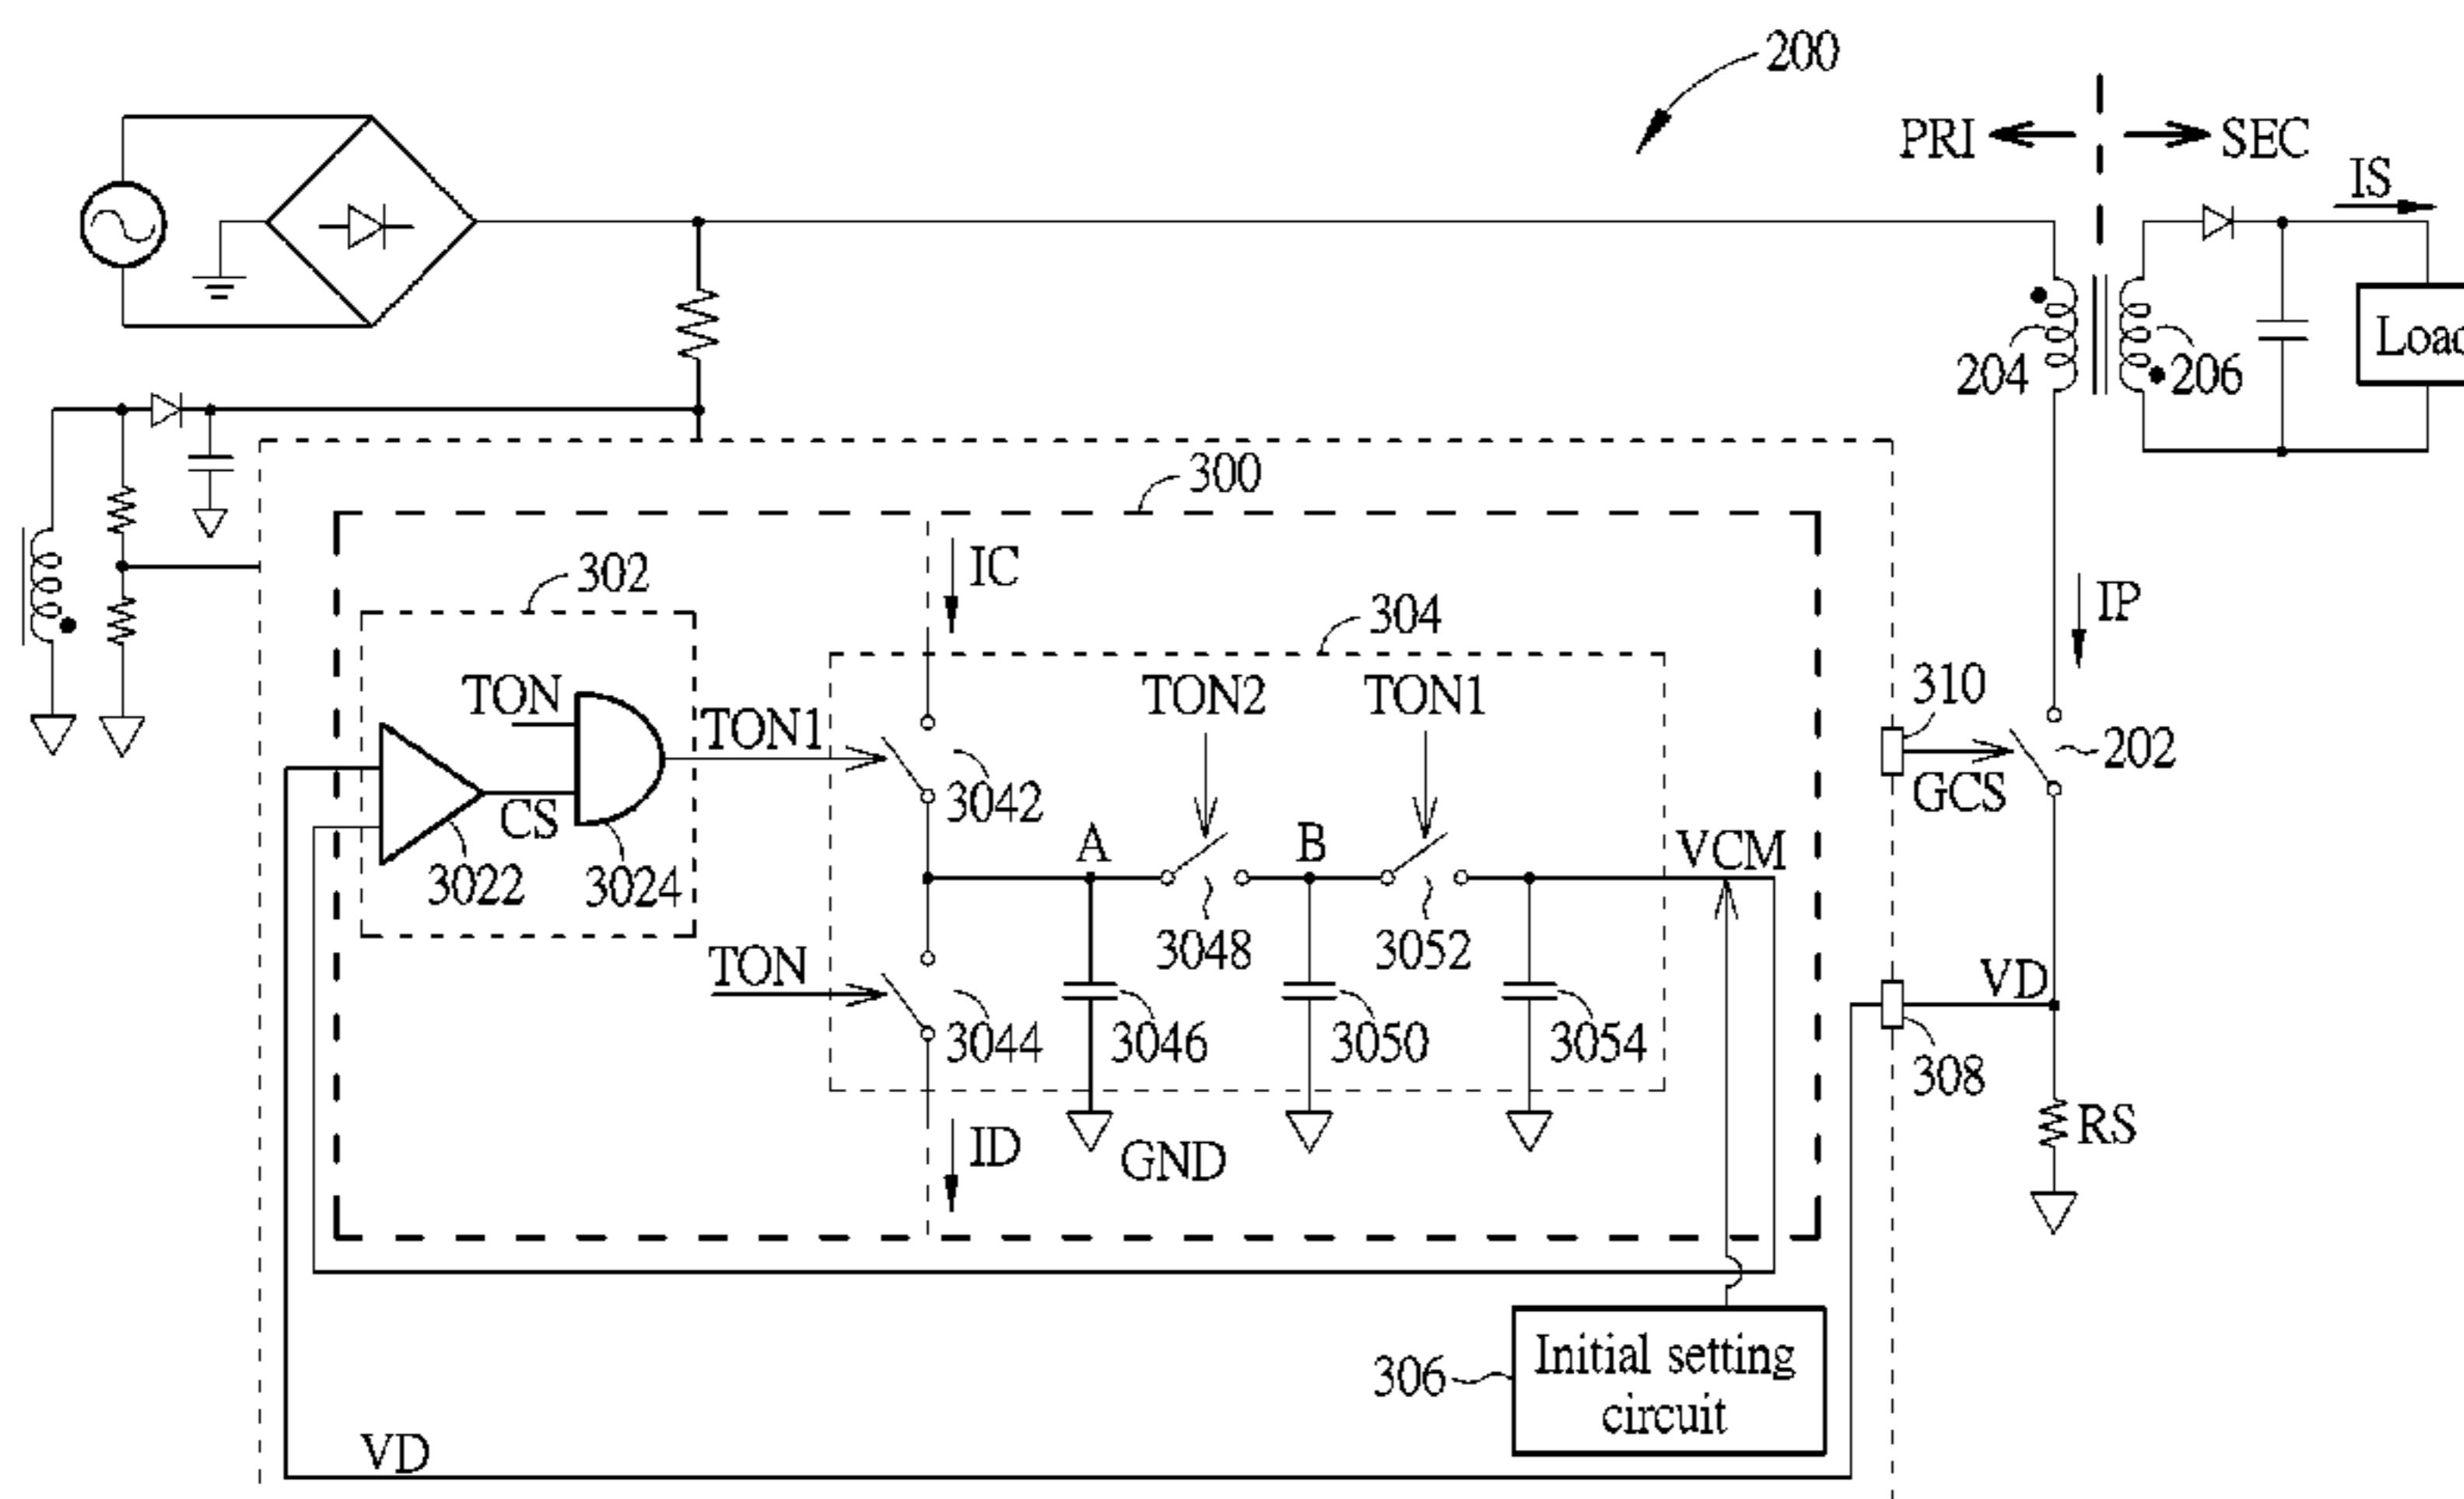 200
PRI
SEC
IS
204
206
Load
300
302
IC
304
IP
TON
TON1
TON2
TON1
310
202
GCS
3042
CS
3022
3024
A
B
VCM
TON
3048
3052
3044
3046
3050
3054
VD
308
ID
GND
RS
306
Initial setting
circuit
VD